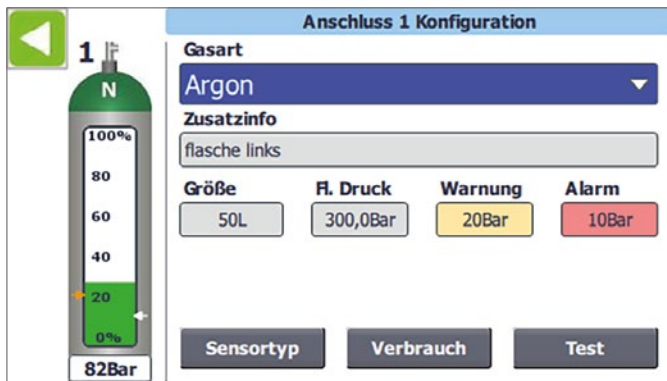 Anschluss 1 Konfiguration
1
N
100%
80
60
40
20
0%
82Bar
Gasart
Argon
Zusatzinfo
flasche links
Größe Fl. Druck Warnung Alarm
50L 300,0Bar 20Bar 10Bar
Sensortyp Verbrauch Test